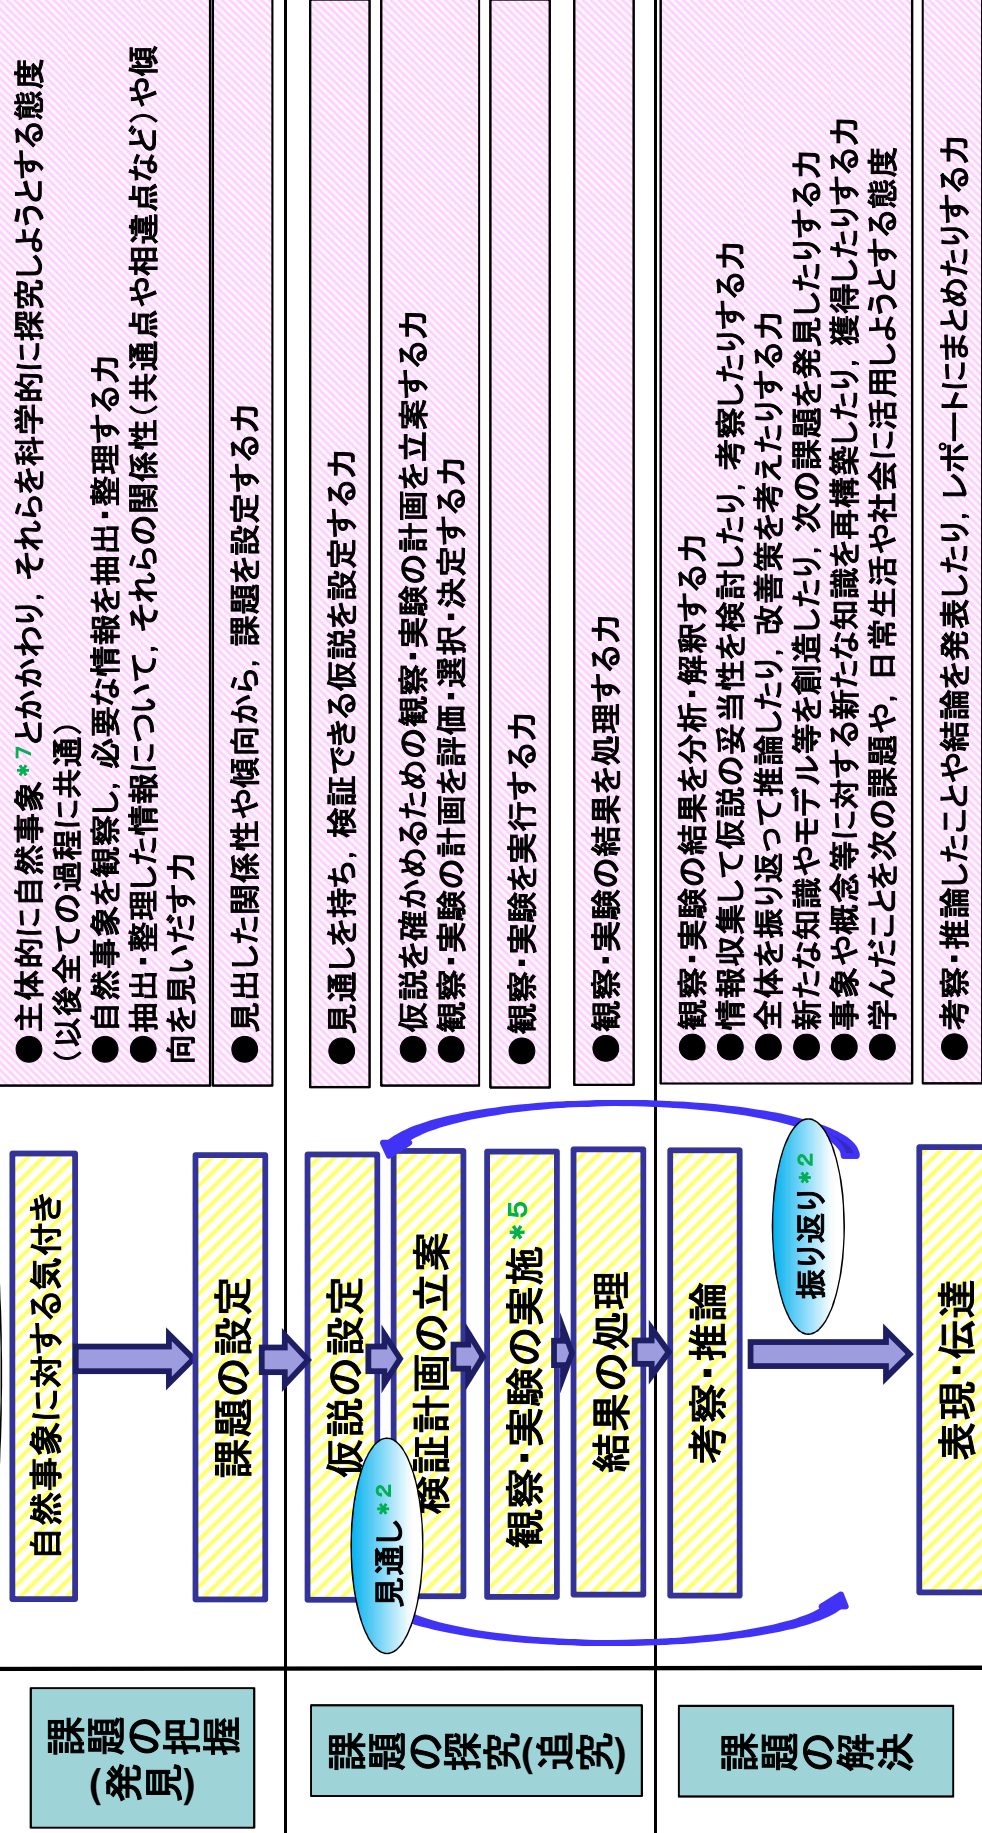 課題の把握
(発見)
自然事象に対する気付き
●主体的に自然事象*7とかかわり，それらを科学的に探究しようとする態度
（以後全ての過程に共通）
●自然事象を観察し，必要な情報を抽出・整理する力
●抽出・整理した情報について，それらの関係性（共通点や相違点など）や傾
向を見いだす力
課題の設定
●見出した関係性や傾向から，課題を設定する力
課題の探究(追究)
仮説の設定
●見通しを持ち，検証できる仮説を設定する力
見通し*2
検証計画の立案
●仮説を確かめるための観察・実験の計画を立案する力
●観察・実験の計画を評価・選択・決定する力
観察・実験の実施*5
●観察・実験を実行する力
結果の処理
●観察・実験の結果を処理する力
課題の解決
考察・推論
●観察・実験の結果を分析・解釈する力
●情報収集して仮説の妥当性を検討したり，考察したりする力
●全体を振り返って推論したり，改善策を考えたりする力
●新たな知識やモデル等を創造したり，次の課題を発見したりする力
●事象や概念等に対する新たな知識を再構築したり，獲得したりする力
●学んだことを次の課題や，日常生活や社会に活用しようとする態度
振り返り*2
表現・伝達
●考察・推論したことや結論を発表したり，レポートにまとめたりする力